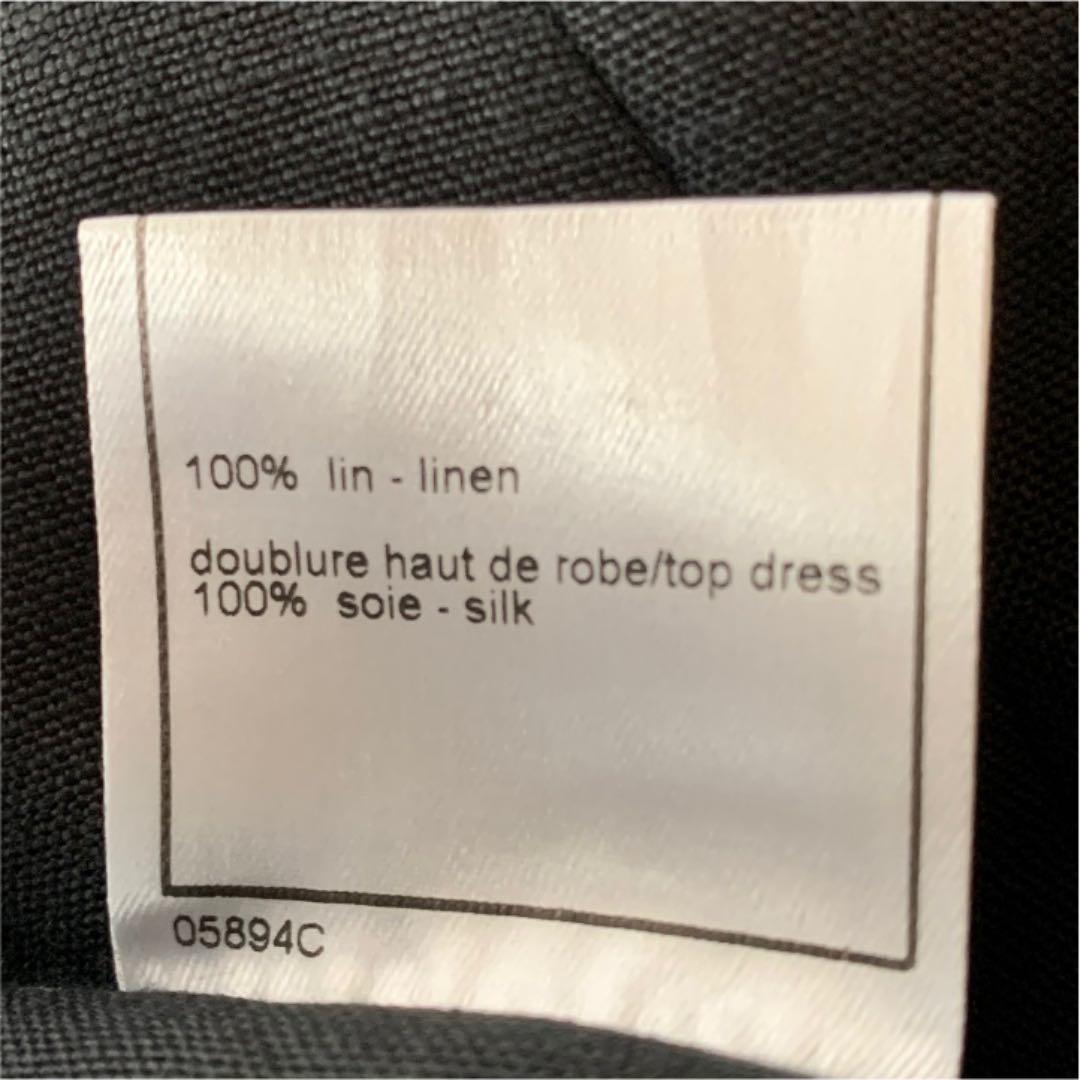 100% lin - linen
doublure haut de robe/top dress
100% soie - silk
05894C